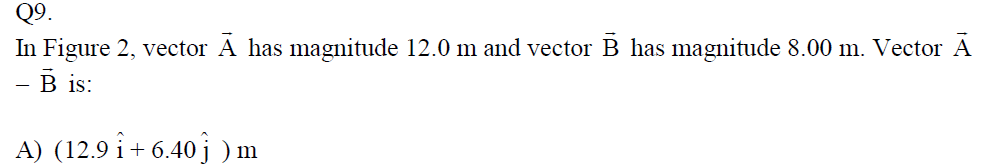 Q9.
In Figure 2, vector A⃗ has magnitude 12.0 m and vector B⃗ has magnitude 8.00 m. Vector A⃗
– B⃗ is:
A) (12.9 î + 6.40 ĵ ) m